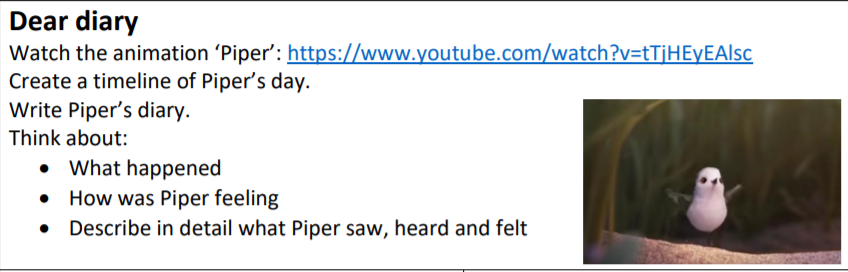 Dear diary
Watch the animation ‘Piper’: https://www.youtube.com/watch?v=tTjHEyEAlsc
Create a timeline of Piper’s day.
Write Piper’s diary.
Think about:
• What happened
• How was Piper feeling
• Describe in detail what Piper saw, heard and felt